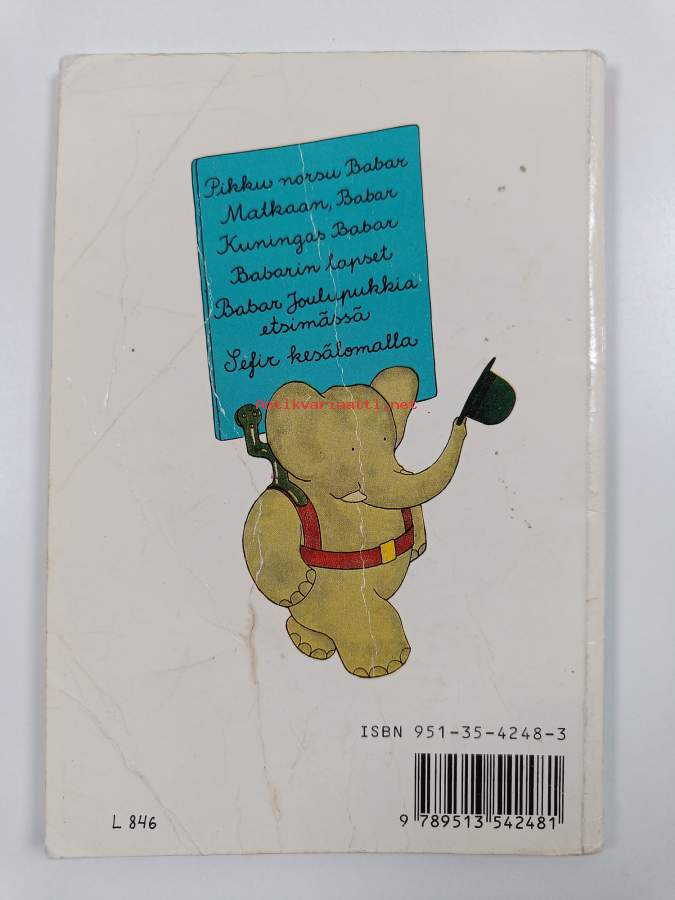 Pikku norsu Babar
Matkaan, Babar
Kuningas Babar
Babarin lapset
Babar Joulupukkia
etsimässä
Sefir kesälomalla
Antikvariaatti.net
ISBN 951-35-4248-3
9 789513 542481
L 846